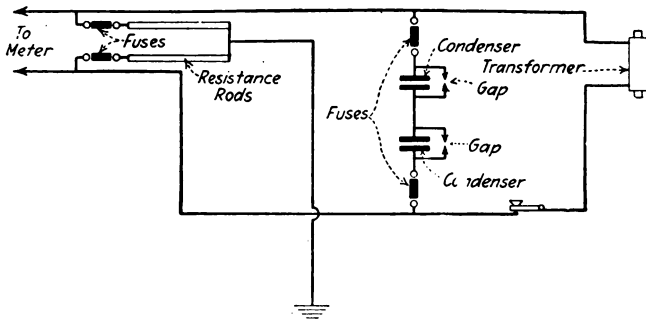 To
Meter
Fuses
Resistance
Rods
Condenser
Transformer
Gap
Fuses
Gap
Condenser